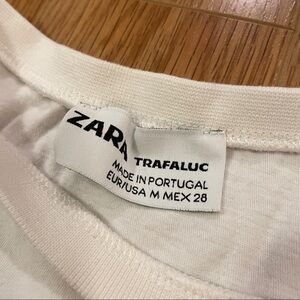 ZARA
TRAFALUC
MADE IN PORTUGAL
EUR/USA M MEX 28